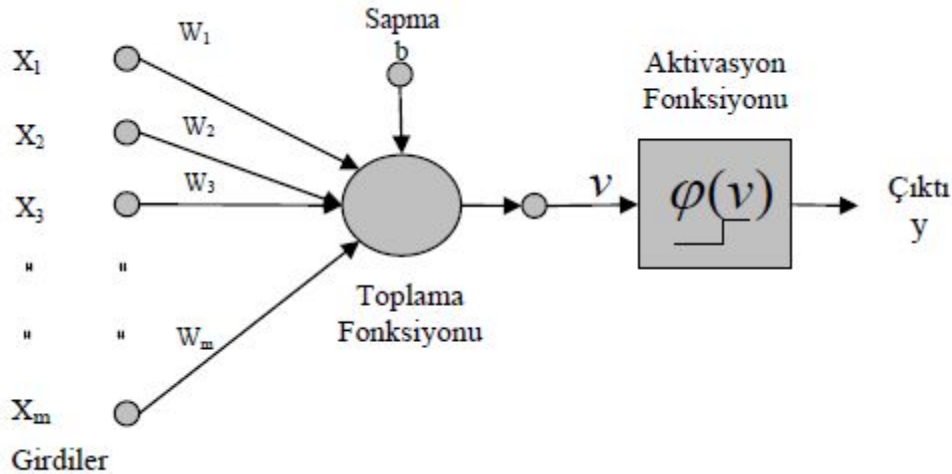 X₁
W₁
Sapma
b
Aktivasyon
Fonksiyonu
X₂
W₂
X₃
W₃
v
φ(v)
Çıktı
y
" "
Toplama
Fonksiyonu
" "
Wₘ
Xₘ
Girdiler